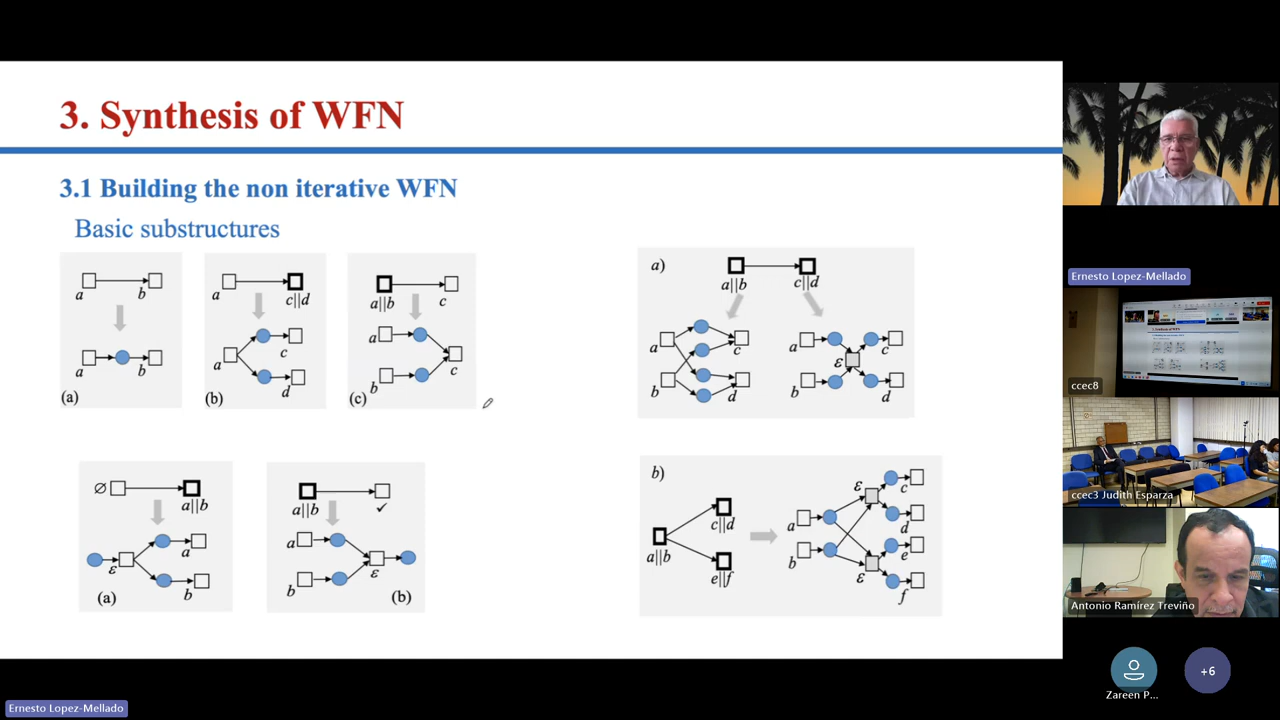 3. Synthesis of WFN
3.1 Building the non iterative WFN
Basic substructures
a b
a b
(a)
a c||d
a c d
(b)
a||b c
a b c
(c)
∅ a||b
ε a b
(a)
a||b ✓
a b ε
(b)
a)
a||b c||d
a b c d
a b ε c d
b)
a||b c||d e||f
a b ε ε c d e f
Ernesto Lopez-Mellado
ccec8
ccec3 Judith Esparza
Antonio Ramírez Treviño
Zareen P...
+6
Ernesto Lopez-Mellado